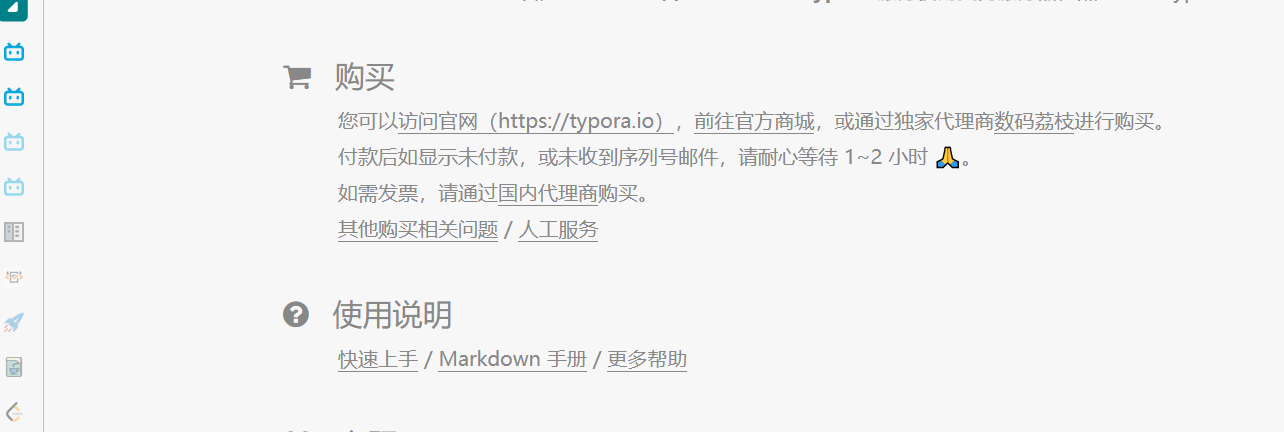 购买
您可以访问官网（https://typora.io），前往官方商城，或通过独家代理商数码荔枝进行购买。
付款后如显示未付款，或未收到序列号邮件，请耐心等待 1~2 小时 🙏。
如需发票，请通过国内代理商购买。
其他购买相关问题 / 人工服务
使用说明
快速上手 / Markdown 手册 / 更多帮助